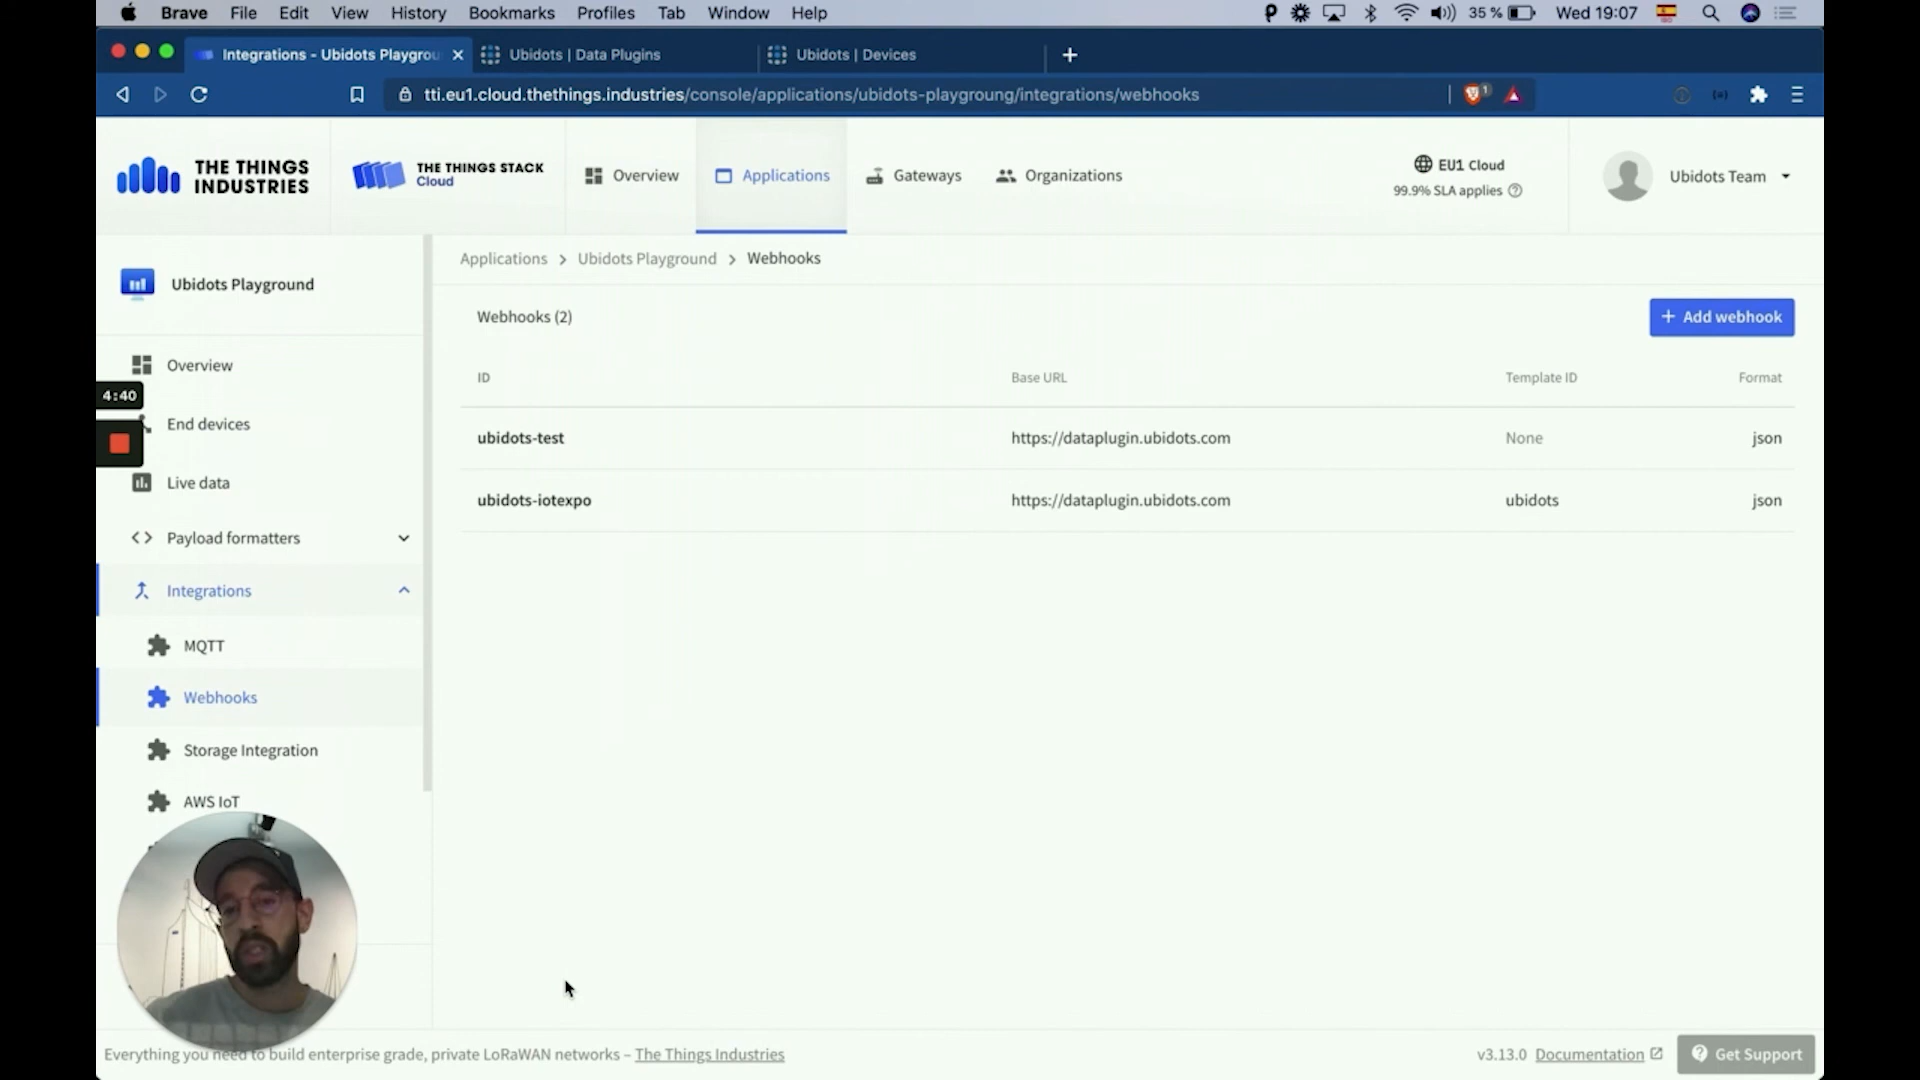 Brave File Edit View History Bookmarks Profiles Tab Window Help 35 % Wed 19:07
Integrations - Ubidots Playgrou
Ubidots | Data Plugins
Ubidots | Devices
tti.eu1.cloud.thethings.industries/console/applications/ubidots-playgroung/integrations/webhooks
1
THE THINGS
INDUSTRIES
THE THINGS STACK
Cloud
Overview
Applications
Gateways
Organizations
EU1 Cloud
99.9% SLA applies
Ubidots Team
Ubidots Playground
Overview
4:40
End devices
Live data
Payload formatters
Integrations
MQTT
Webhooks
Storage Integration
AWS IoT
Applications > Ubidots Playground > Webhooks
Webhooks (2)
+ Add webhook
ID Base URL Template ID Format
ubidots-test https://dataplugin.ubidots.com None json
ubidots-iotexpo https://dataplugin.ubidots.com ubidots json
Everything you need to build enterprise grade, private LoRaWAN networks – The Things Industries
v3.13.0 Documentation
Get Support